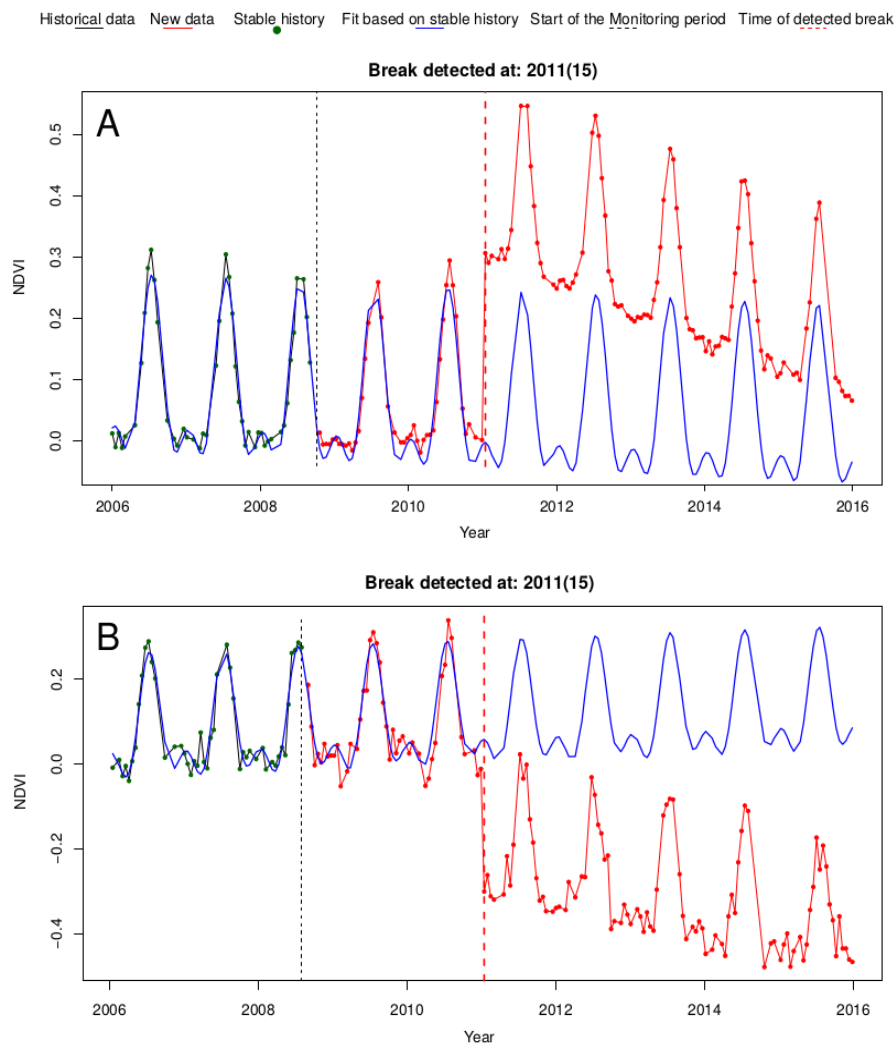 Historical data New data Stable history Fit based on stable history Start of the Monitoring period Time of detected break
Break detected at: 2011(15)
A
NDVI
0.5
0.4
0.3
0.2
0.1
0.0
2006 2008 2010 2012 2014 2016
Year
Break detected at: 2011(15)
B
NDVI
0.2
0.0
−0.2
−0.4
2006 2008 2010 2012 2014 2016
Year